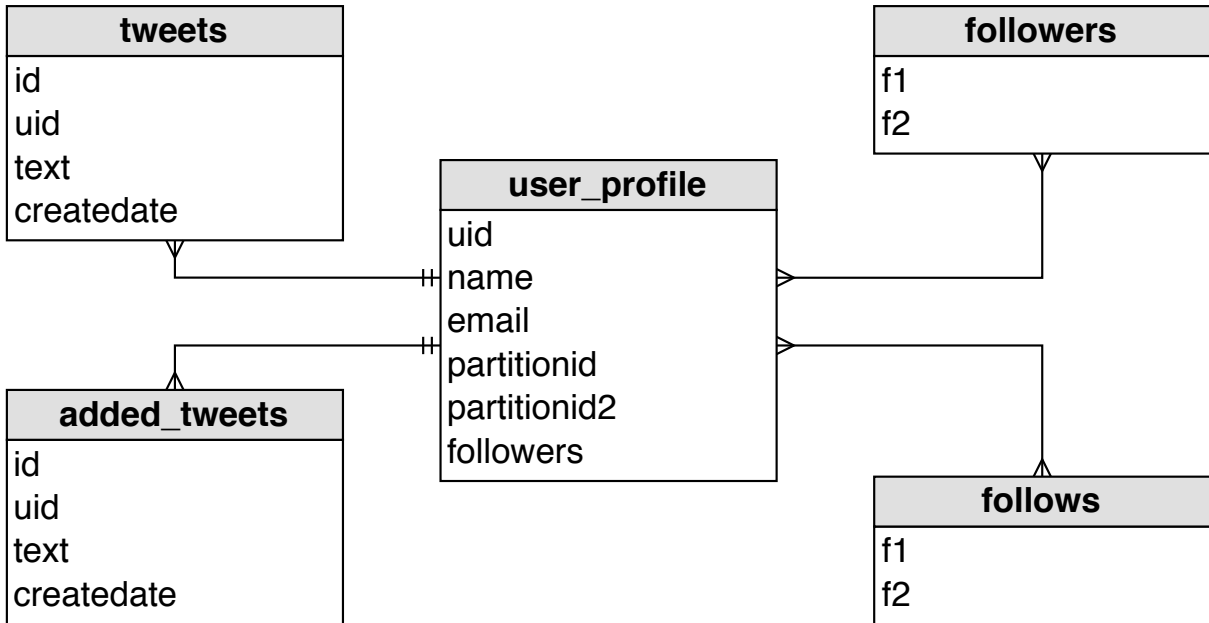 tweets
id
uid
text
createdate
followers
f1
f2
user_profile
uid
name
email
partitionid
partitionid2
followers
added_tweets
id
uid
text
createdate
follows
f1
f2